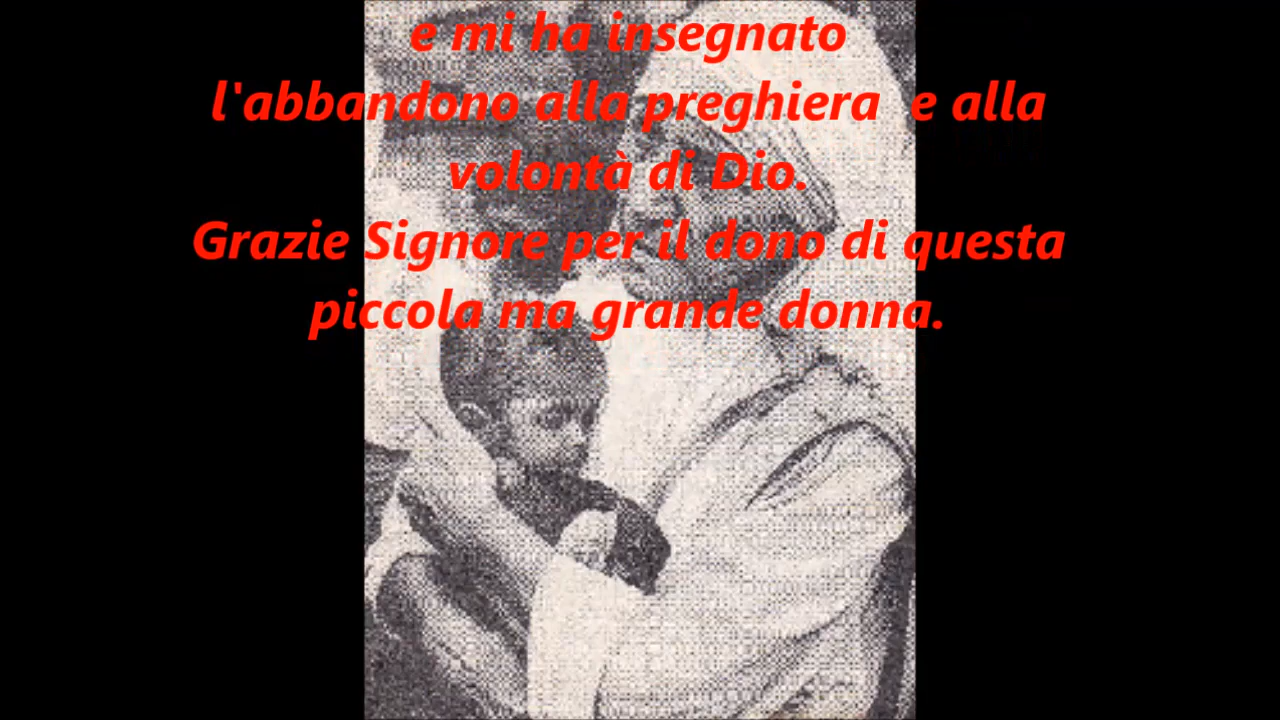 e mi ha insegnato
l'abbandono alla preghiera e alla
volontà di Dio.
Grazie Signore per il dono di questa
piccola ma grande donna.